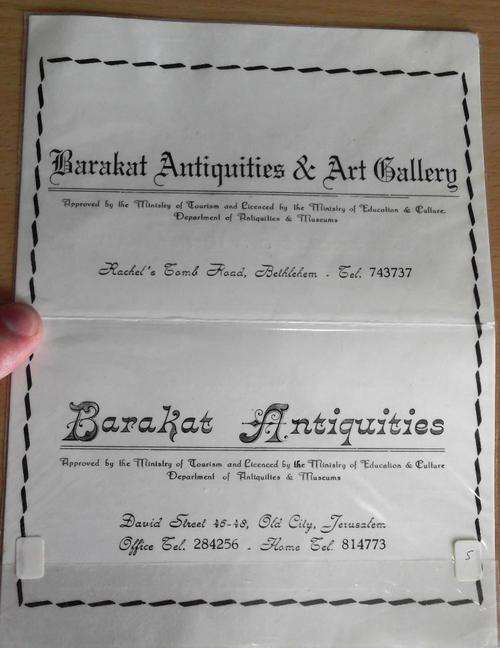 Barakat Antiquities & Art Gallery
Approved by the Ministry of Tourism and Licenced by the Ministry of Education & Culture.
Department of Antiquities & Museums
Rachel's Tomb Road, Bethlehem - Tel. 743737
Barakat Antiquities
Approved by the Ministry of Tourism and Licenced by the Ministry of Education & Culture
Department of Antiquities & Museums
David Street 46-48, Old City, Jerusalem
Office Tel. 284256 - Home Tel. 814773
5